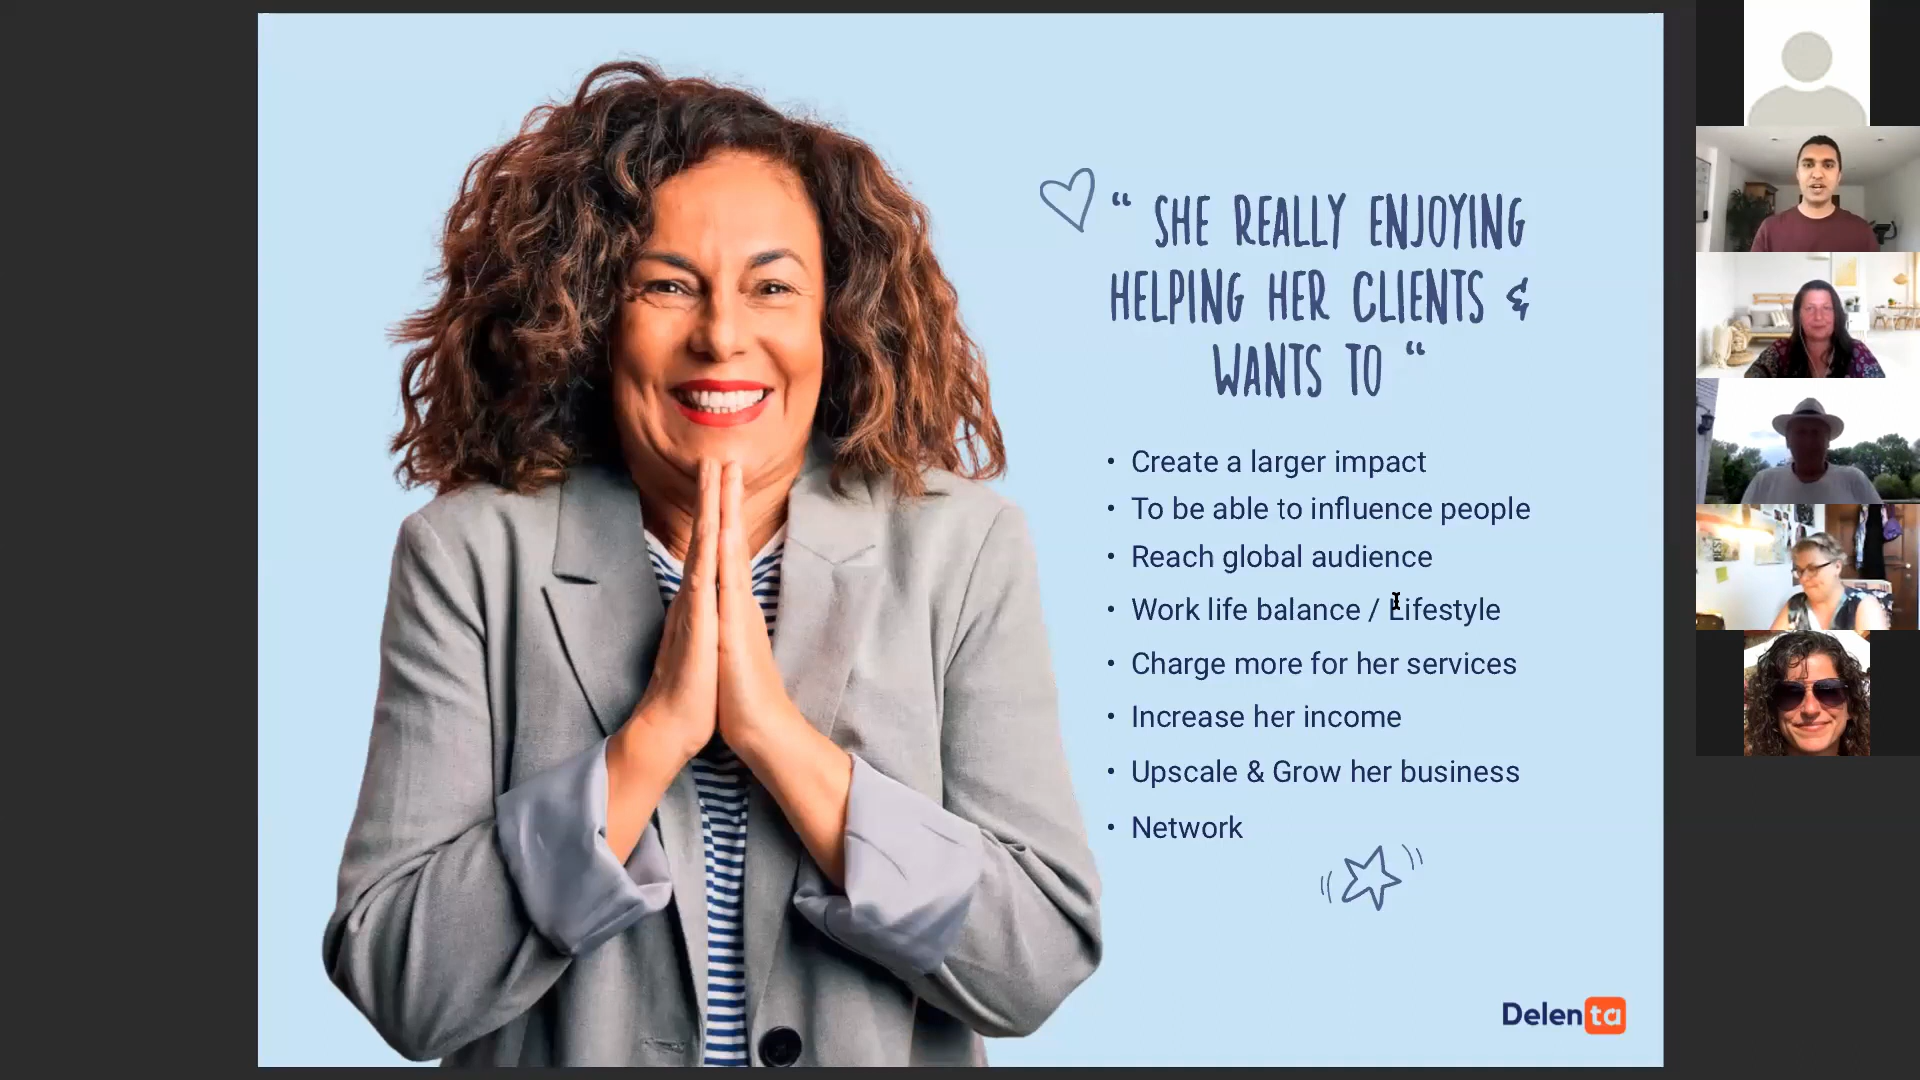 “ SHE REALLY ENJOYING
HELPING HER CLIENTS &
WANTS TO “
• Create a larger impact
• To be able to influence people
• Reach global audience
• Work life balance / Lifestyle
• Charge more for her services
• Increase her income
• Upscale & Grow her business
• Network
Delenta